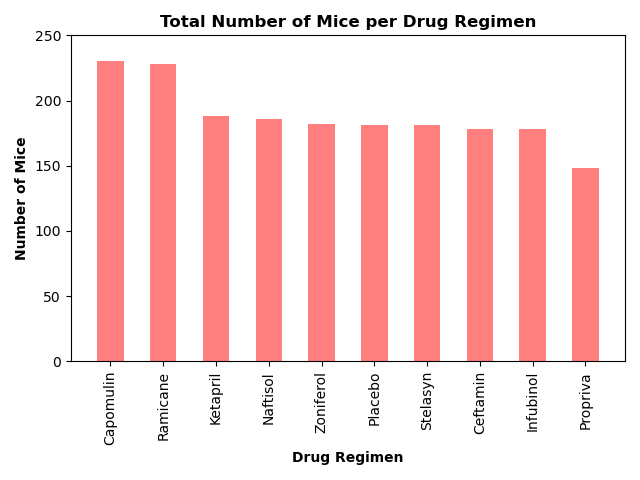 Total Number of Mice per Drug Regimen
250
200
150
100
50
0
Number of Mice
Capomulin
Ramicane
Ketapril
Naftisol
Zoniferol
Placebo
Stelasyn
Ceftamin
Infubinol
Propriva
Drug Regimen